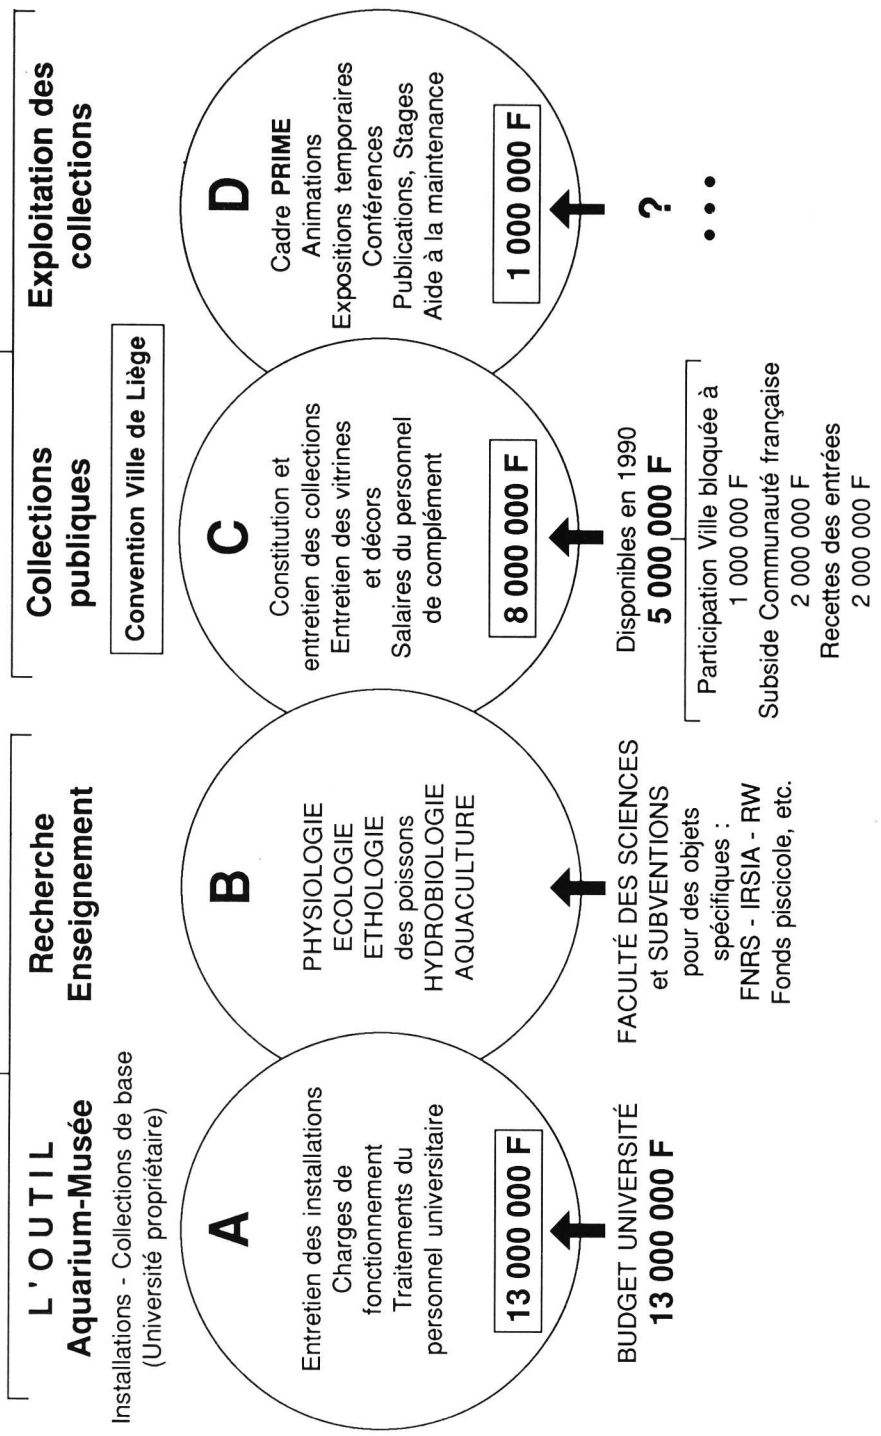 L'OUTIL
Aquarium-Musée
Installations - Collections de base
(Université propriétaire)
A
Entretien des installations
Charges de
fonctionnement
Traitements du
personnel universitaire
13 000 000 F
BUDGET UNIVERSITÉ
13 000 000 F
Recherche
Enseignement
B
PHYSIOLOGIE
ECOLOGIE
ETHOLOGIE
des poissons
HYDROBIOLOGIE
AQUACULTURE
FACULTÉ DES SCIENCES
et SUBVENTIONS
pour des objets
spécifiques :
FNRS - IRSIA - RW
Fonds piscicole, etc.
Collections
publiques
Convention Ville de Liège
C
Constitution et
entretien des collections
Entretien des vitrines
et décors
Salaires du personnel
de complément
8 000 000 F
Disponibles en 1990
5 000 000 F
Participation Ville bloquée à
1 000 000 F
Subside Communauté française
2 000 000 F
Recettes des entrées
2 000 000 F
Exploitation des
collections
D
Cadre PRIME
Animations
Expositions temporaires
Conférences
Publications, Stages
Aide à la maintenance
1 000 000 F
?
...